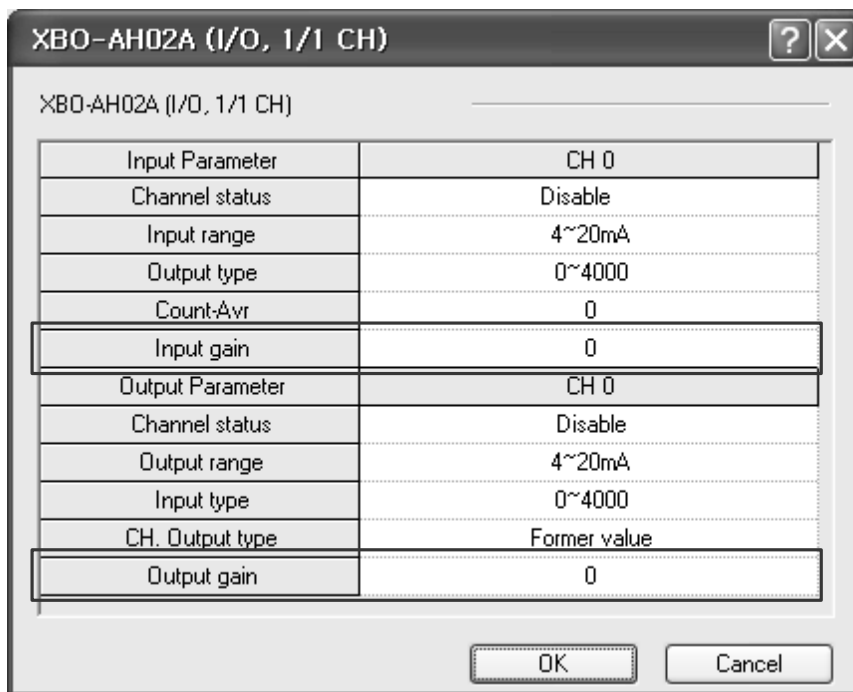 XBO-AH02A (I/O, 1/1 CH)
XBO-AH02A (I/O, 1/1 CH)
Input Parameter CH 0
Channel status Disable
Input range 4~20mA
Output type 0~4000
Count-Avr 0
Input gain 0
Output Parameter CH 0
Channel status Disable
Output range 4~20mA
Input type 0~4000
CH. Output type Former value
Output gain 0
OK Cancel